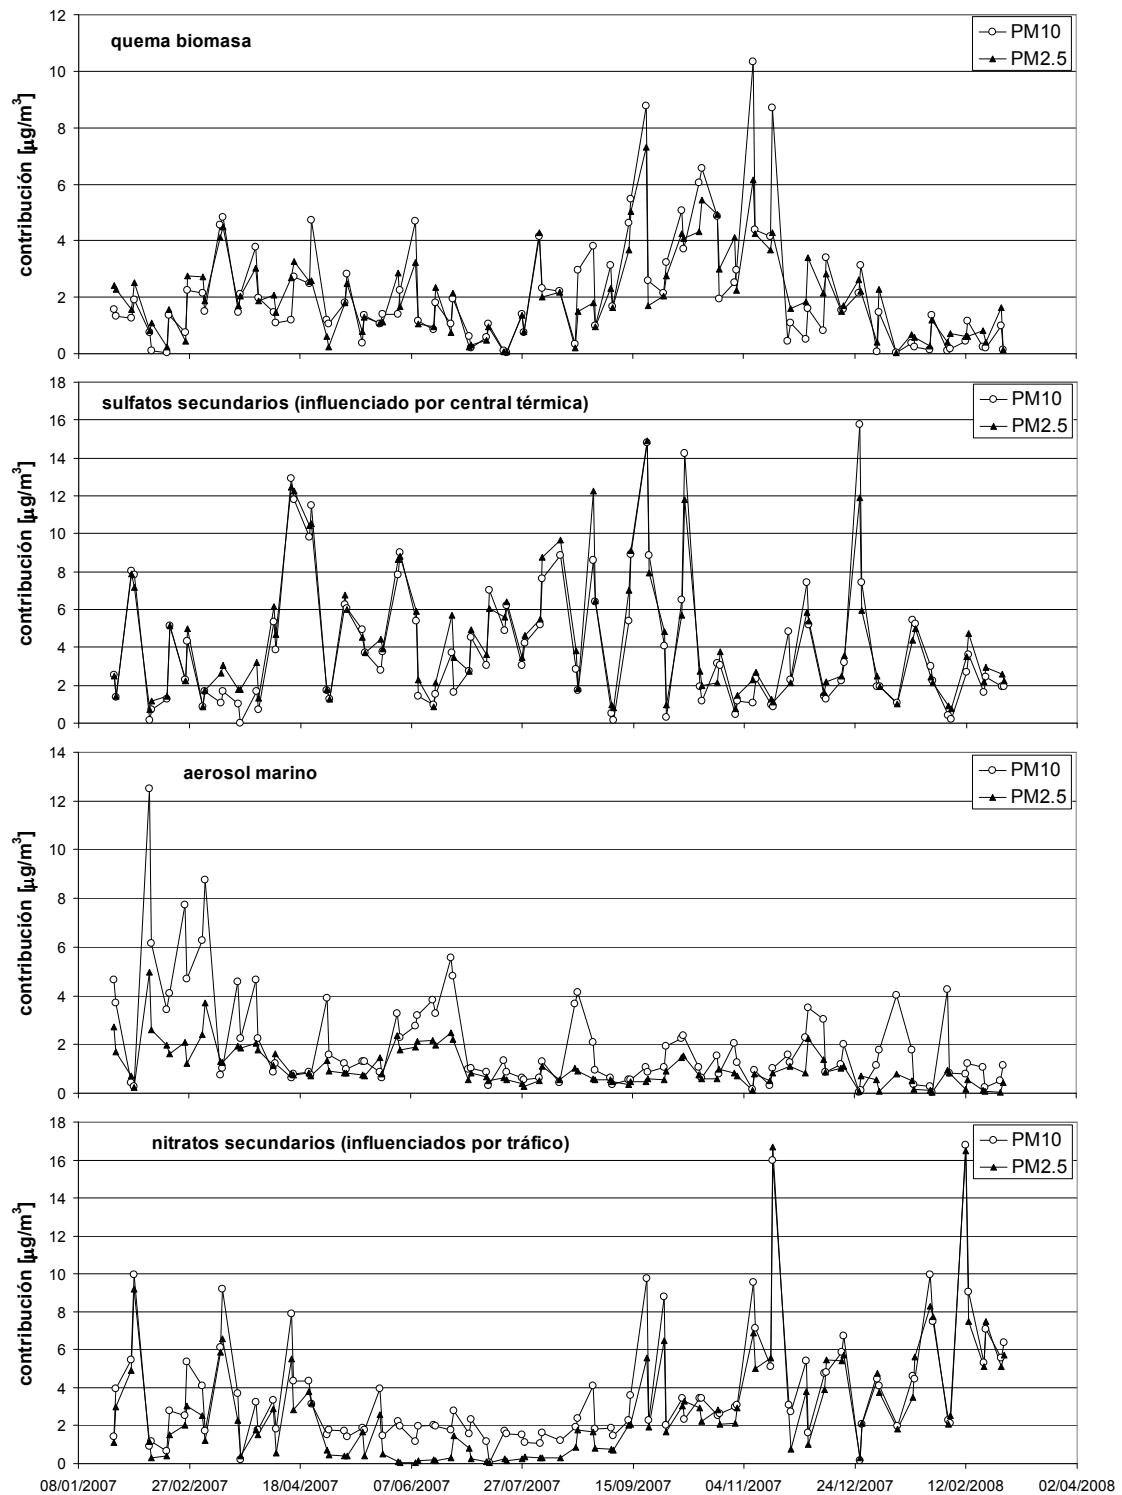 12
10
8
6
4
2
0
contribución [µg/m³]
quema biomasa
PM10
PM2.5
18
16
14
12
10
8
6
4
2
0
contribución [µg/m³]
sulfatos secundarios (influenciado por central térmica)
PM10
PM2.5
14
12
10
8
6
4
2
0
contribución [µg/m³]
aerosol marino
PM10
PM2.5
18
16
14
12
10
8
6
4
2
0
contribución [µg/m³]
nitratos secundarios (influenciados por tráfico)
PM10
PM2.5
08/01/2007 27/02/2007 18/04/2007 07/06/2007 27/07/2007 15/09/2007 04/11/2007 24/12/2007 12/02/2008 02/04/2008